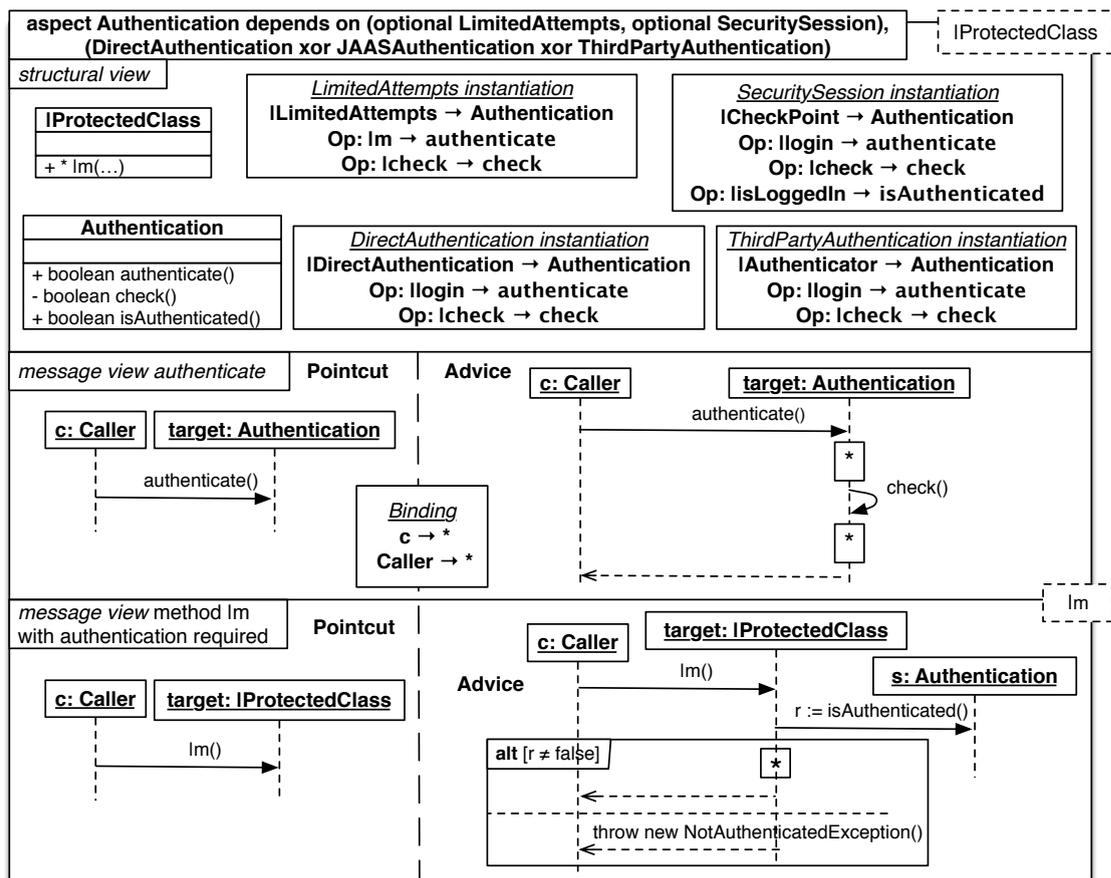 aspect Authentication depends on (optional LimitedAttempts, optional SecuritySession),
(DirectAuthentication xor JAASAuthentication xor ThirdPartyAuthentication)
|ProtectedClass
structural view
|ProtectedClass
+ * |m(…)
LimitedAttempts instantiation
|LimitedAttempts → Authentication
Op: |m → authenticate
Op: |check → check
SecuritySession instantiation
|CheckPoint → Authentication
Op: |login → authenticate
Op: |check → check
Op: |isLoggedIn → isAuthenticated
Authentication
+ boolean authenticate()
- boolean check()
+ boolean isAuthenticated()
DirectAuthentication instantiation
|DirectAuthentication → Authentication
Op: |login → authenticate
Op: |check → check
ThirdPartyAuthentication instantiation
|Authenticator → Authentication
Op: |login → authenticate
Op: |check → check
message view authenticate
Pointcut
Advice
c: Caller
target: Authentication
authenticate()
Binding
c → *
Caller → *
c: Caller
target: Authentication
authenticate()
*
check()
*
|m
message view method |m
with authentication required
Pointcut
Advice
c: Caller
target: |ProtectedClass
|m()
c: Caller
target: |ProtectedClass
s: Authentication
|m()
r := isAuthenticated()
alt [r ≠ false]
*
throw new NotAuthenticatedException()